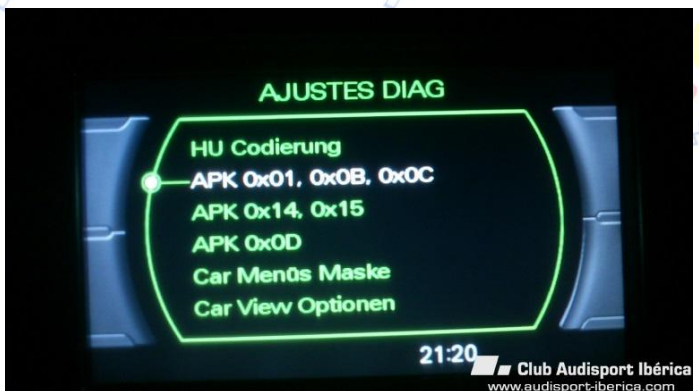 AJUSTES DIAG
HU Codierung
APK 0x01, 0x0B, 0x0C
APK 0x14, 0x15
APK 0x0D
Car Menüs Maske
Car View Optionen
21:20
Club Audisport Ibérica
www.audisport-iberica.com